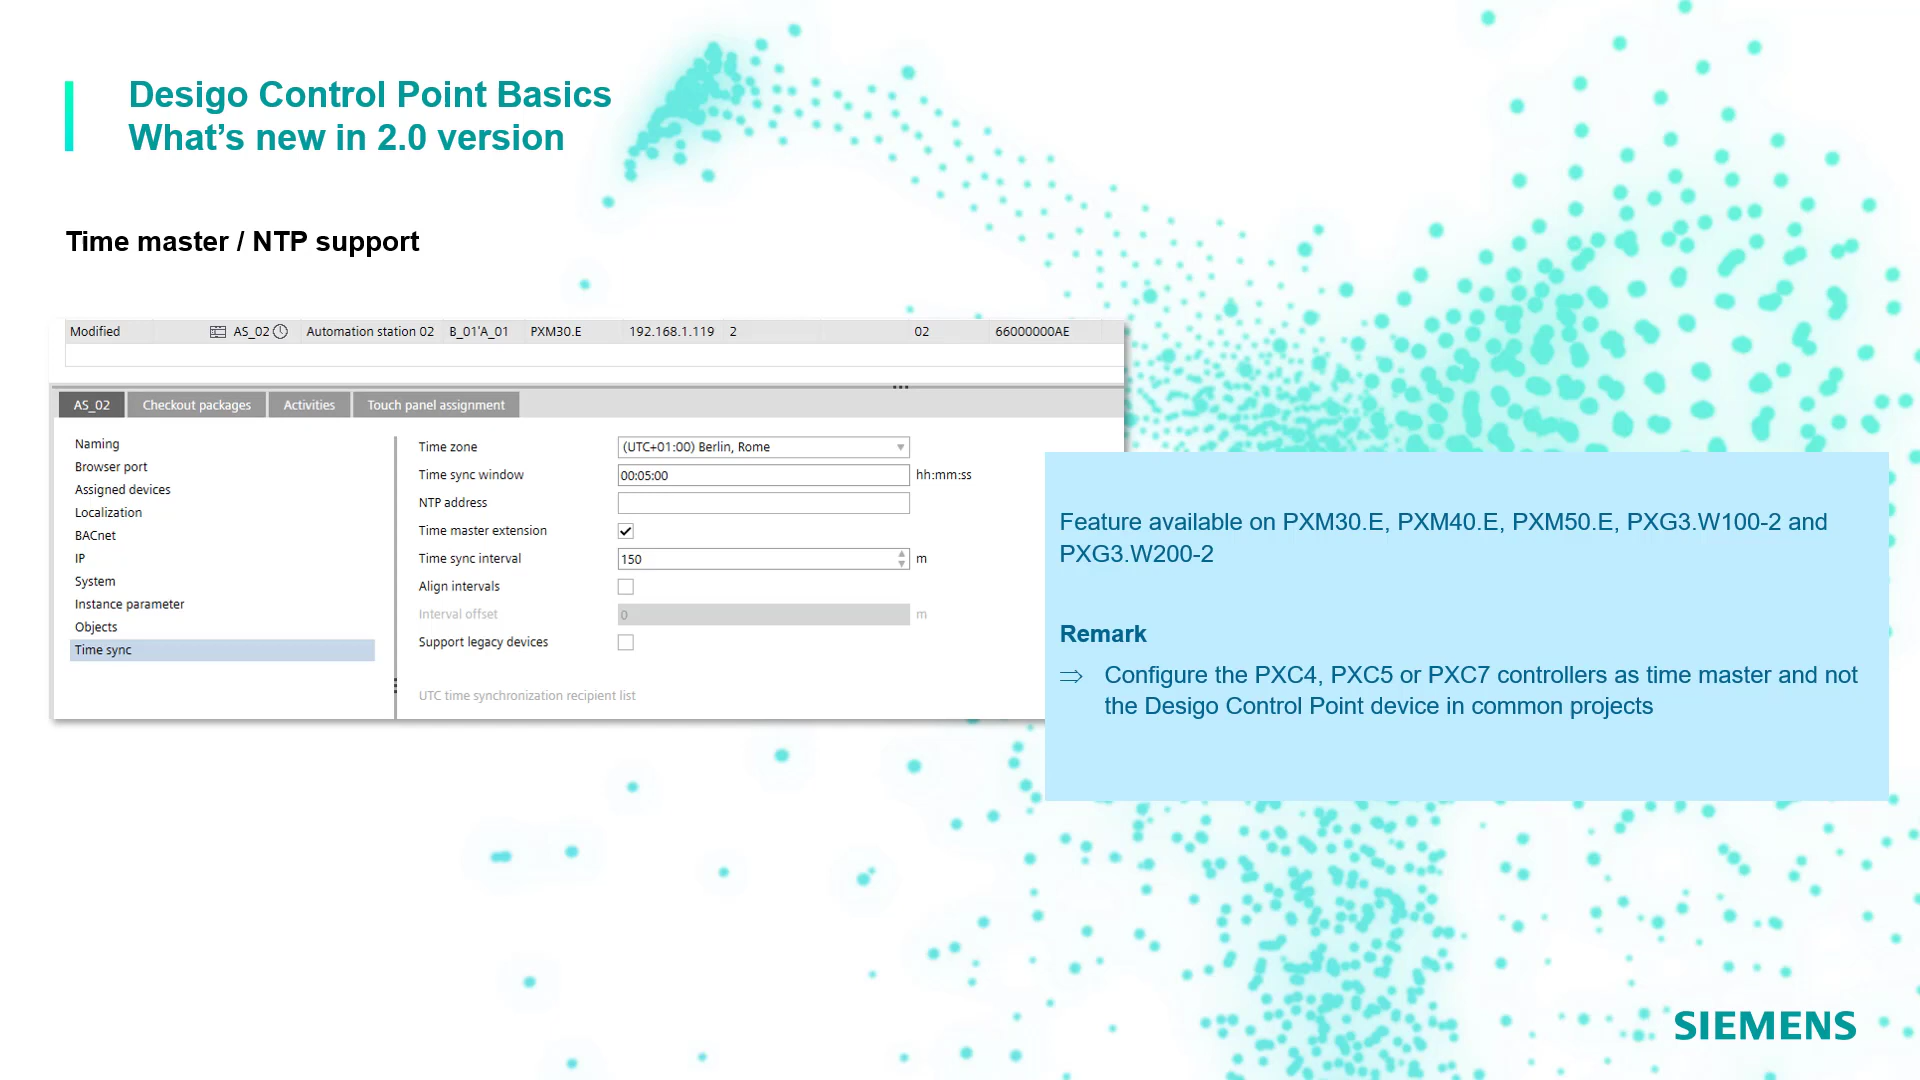 Desigo Control Point Basics
What’s new in 2.0 version
Time master / NTP support
Modified AS_02 Automation station 02 B_01'A_01 PXM30.E 192.168.1.119 2 02 66000000AE
AS_02 Checkout packages Activities Touch panel assignment
Naming
Browser port
Assigned devices
Localization
BACnet
IP
System
Instance parameter
Objects
Time sync
Time zone (UTC+01:00) Berlin, Rome
Time sync window 00:05:00 hh:mm:ss
NTP address
Time master extension
Time sync interval 150 m
Align intervals
Interval offset 0 m
Support legacy devices
UTC time synchronization recipient list
Feature available on PXM30.E, PXM40.E, PXM50.E, PXG3.W100-2 and
PXG3.W200-2
Remark
⇒ Configure the PXC4, PXC5 or PXC7 controllers as time master and not
the Desigo Control Point device in common projects
SIEMENS